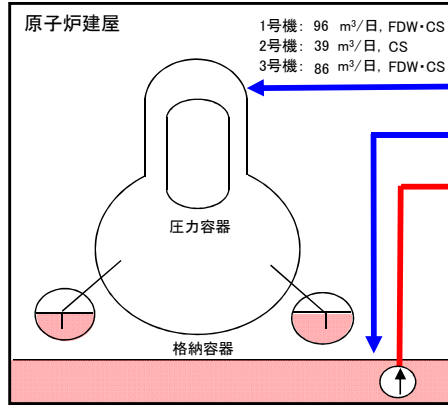 原子炉建屋
1号機: 96 m³/日, FDW・CS
2号機: 39 m³/日, CS
3号機: 86 m³/日, FDW・CS
圧力容器
格納容器